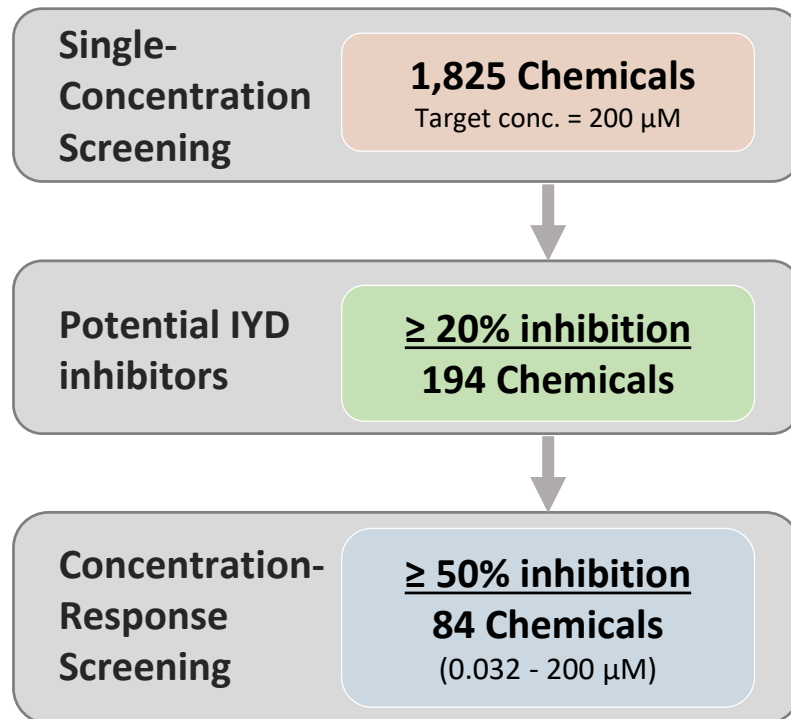 Single-
Concentration
Screening
1,825 Chemicals
Target conc. = 200 µM
Potential IYD
inhibitors
≥ 20% inhibition
194 Chemicals
Concentration-
Response
Screening
≥ 50% inhibition
84 Chemicals
(0.032 - 200 µM)